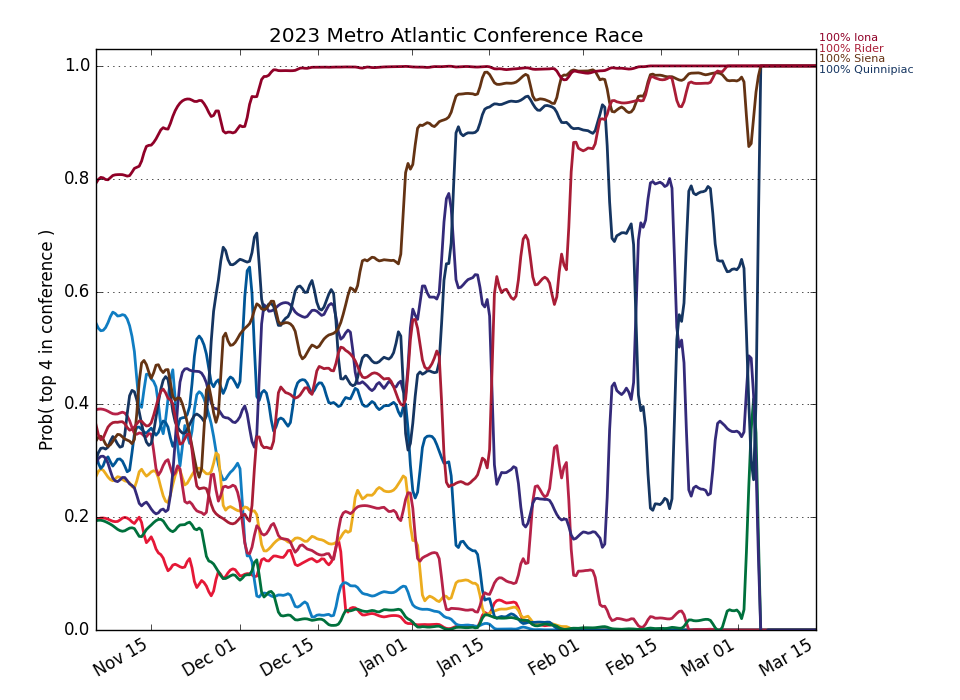 2023 Metro Atlantic Conference Race
100% Iona
100% Rider
100% Siena
100% Quinnipiac
Prob( top 4 in conference )
1.0
0.8
0.6
0.4
0.2
0.0
Nov 15
Dec 01
Dec 15
Jan 01
Jan 15
Feb 01
Feb 15
Mar 01
Mar 15